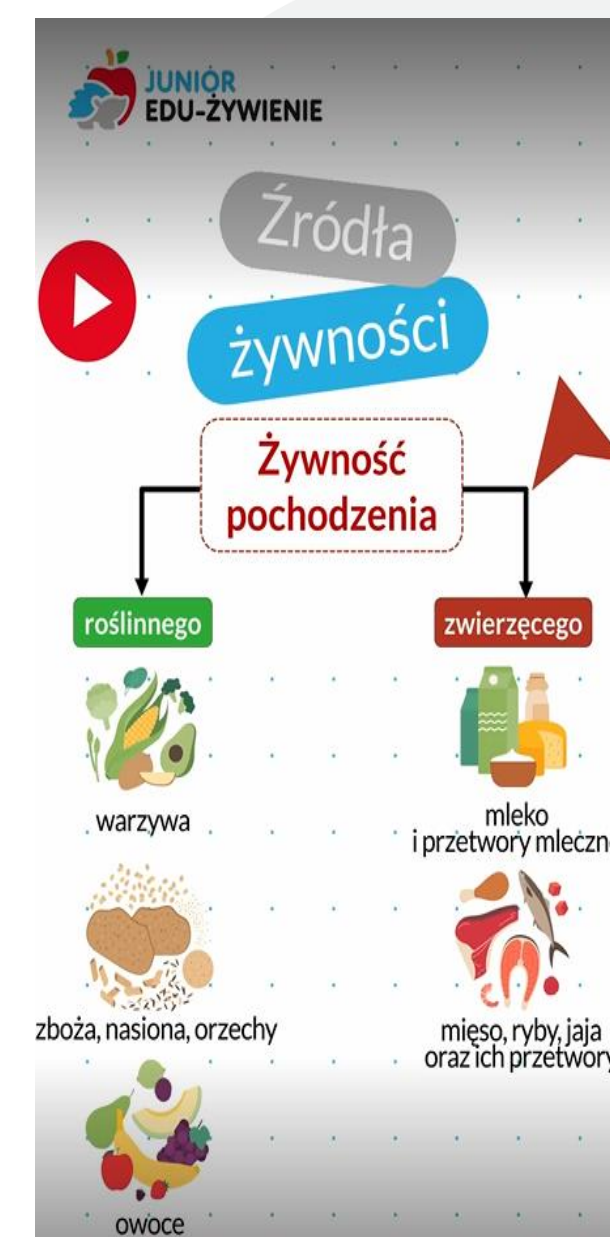 JUNIOR
EDU-ŻYWIENIE
Źródła
żywności
Żywność
pochodzenia
roślinnego
zwierzęcego
warzywa
mleko
i przetwory mleczn
zboża, nasiona, orzechy
mięso, ryby, jaja
oraz ich przetwory
owoce